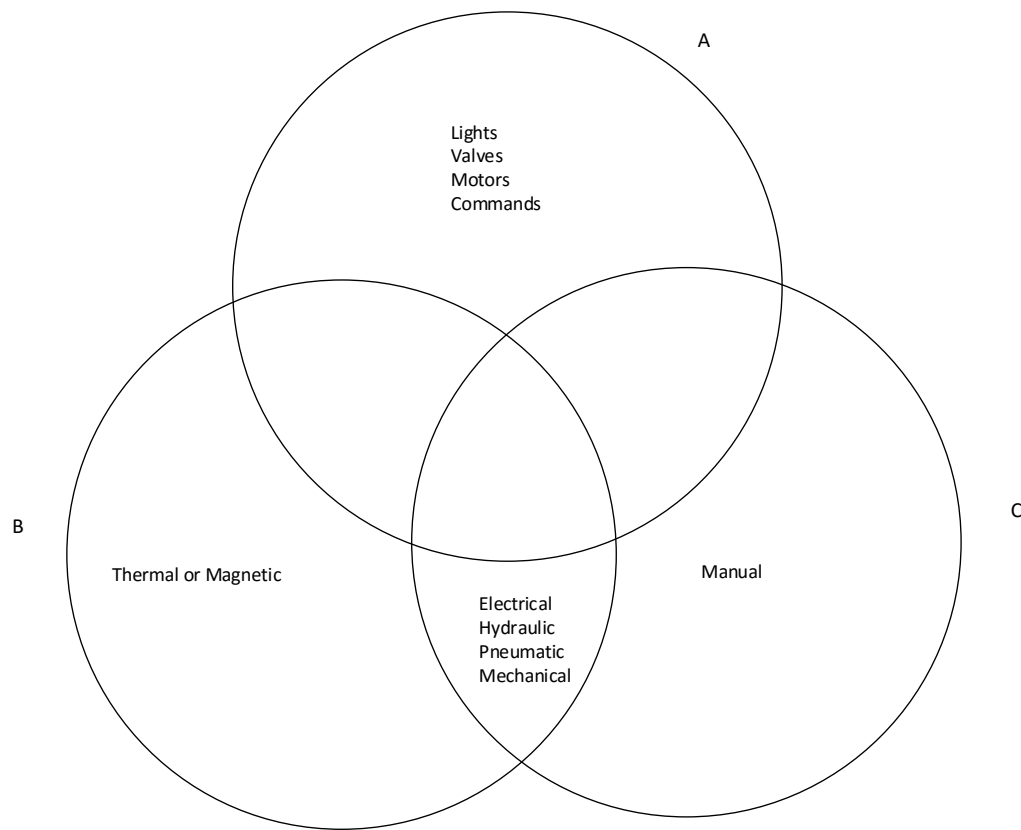 A
Lights
Valves
Motors
Commands
B
C
Thermal or Magnetic
Manual
Electrical
Hydraulic
Pneumatic
Mechanical